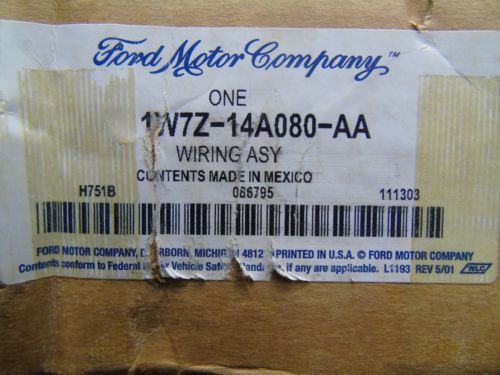 Ford Motor Company™
ONE
1W7Z-14A080-AA
WIRING ASY
CONTENTS MADE IN MEXICO
H751B 086795 111303
FORD MOTOR COMPANY, DEARBORN, MICHIGAN 4812 PRINTED IN U.S.A. © FORD MOTOR COMPANY
Contents conform to Federal Motor Vehicle Safety Standards, if any are applicable. L1193 REV 5/01 WLC